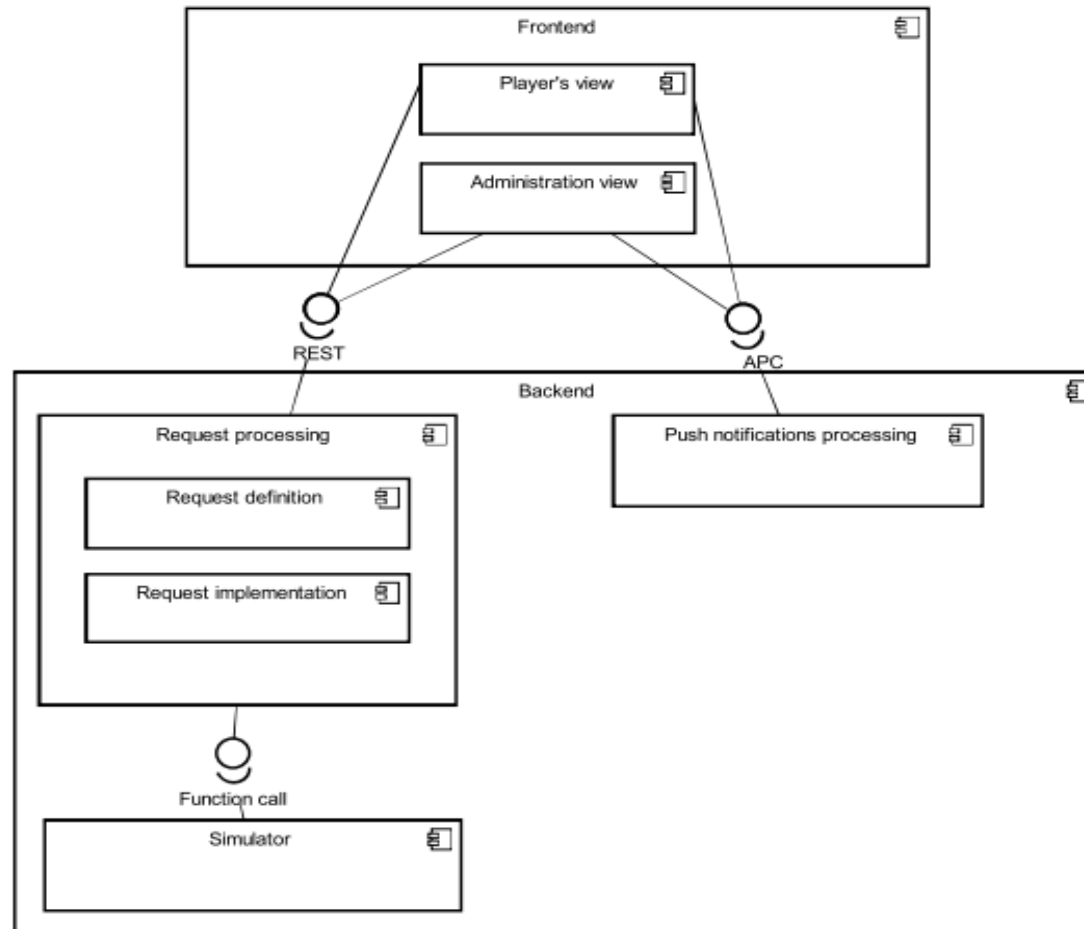 Frontend
Player's view
Administration view
REST
APC
Backend
Request processing
Push notifications processing
Request definition
Request implementation
Function call
Simulator